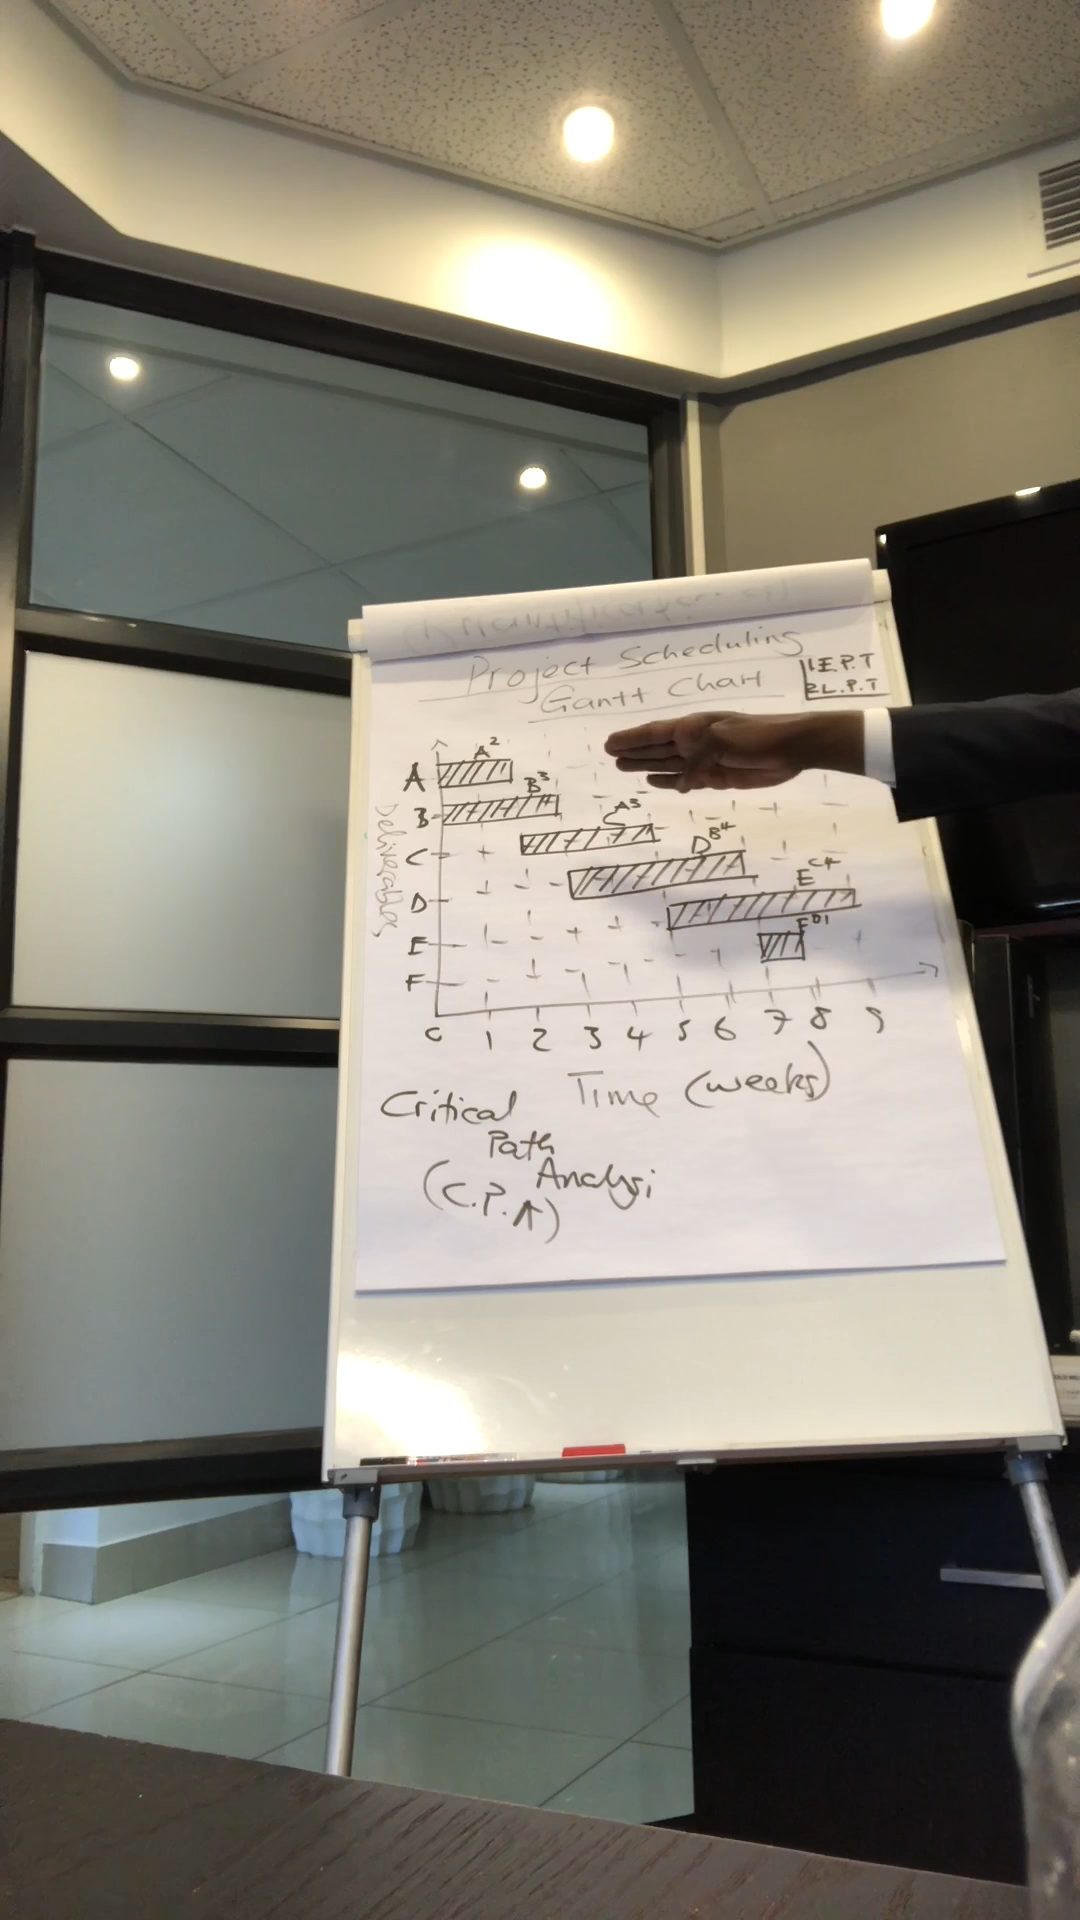 Project Scheduling
Gantt Chart
1 E.P.T
2 L.P.T
Deliverables
A
A²
B
B³
C
C A³
D
D B⁴
E
E C4
F
F D1
0 1 2 3 4 5 6 7 8 9
Time (weeks)
Critical
Path
Analysi
(C.P.A)